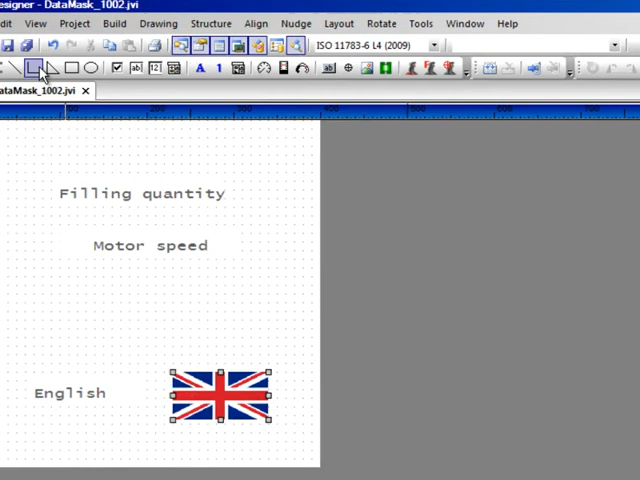 esigner - DataMask_1002.jvi
dit View Project Build Drawing Structure Align Nudge Layout Rotate Tools Window Help
ISO 11783-6 L4 (2009)
ataMask_1002.jvi
Filling quantity
Motor speed
English